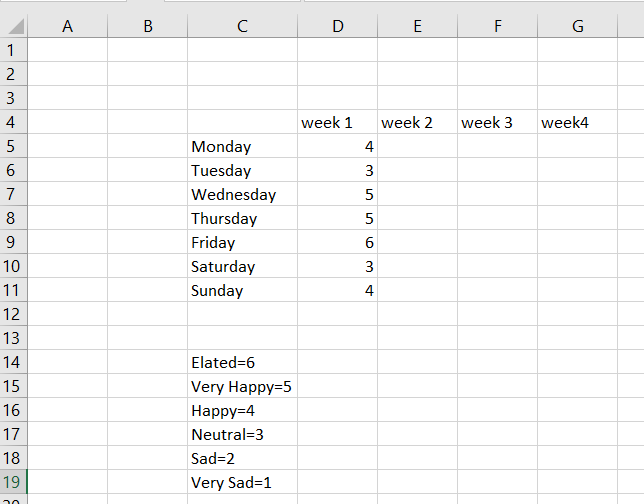 A B C D E F G
1
2
3
4 week 1 week 2 week 3 week4
5 Monday 4
6 Tuesday 3
7 Wednesday 5
8 Thursday 5
9 Friday 6
10 Saturday 3
11 Sunday 4
12
13
14 Elated=6
15 Very Happy=5
16 Happy=4
17 Neutral=3
18 Sad=2
19 Very Sad=1
20